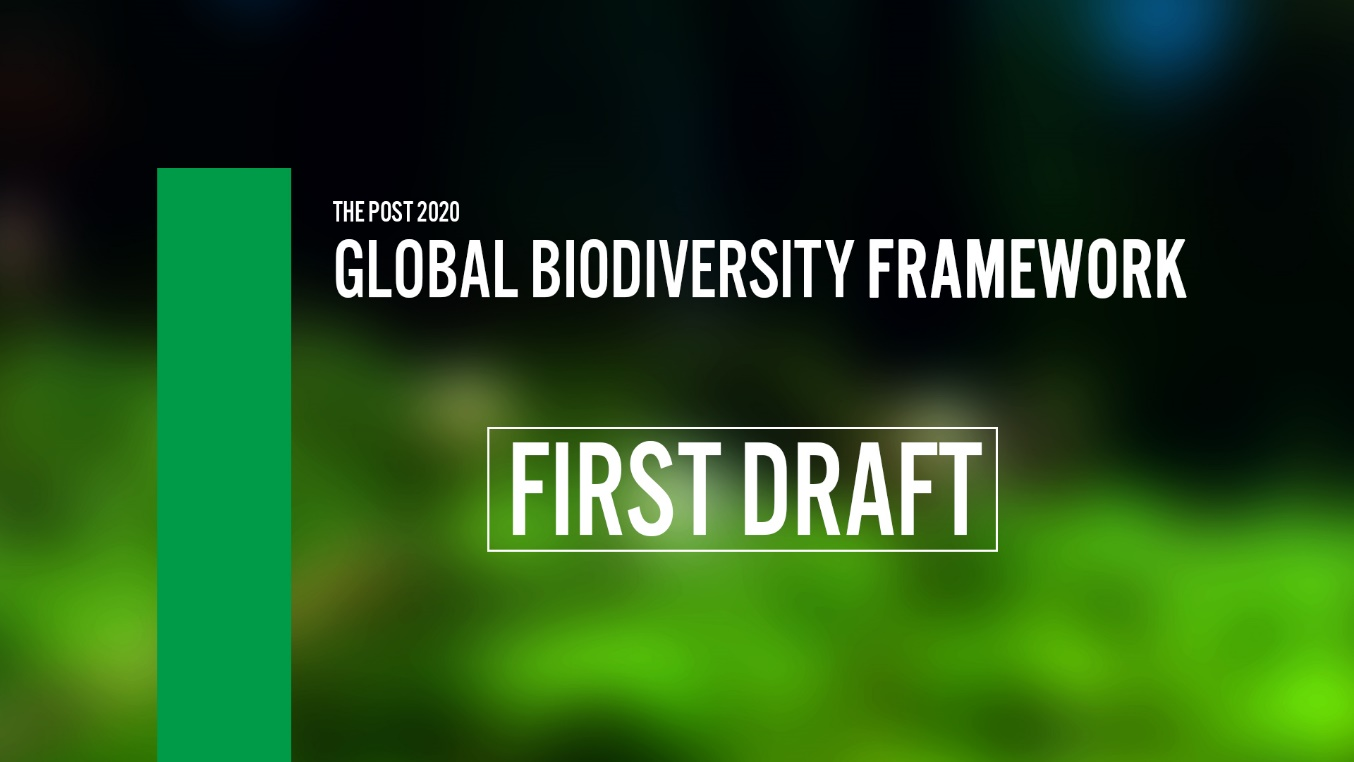 THE POST 2020
GLOBAL BIODIVERSITY FRAMEWORK
FIRST DRAFT